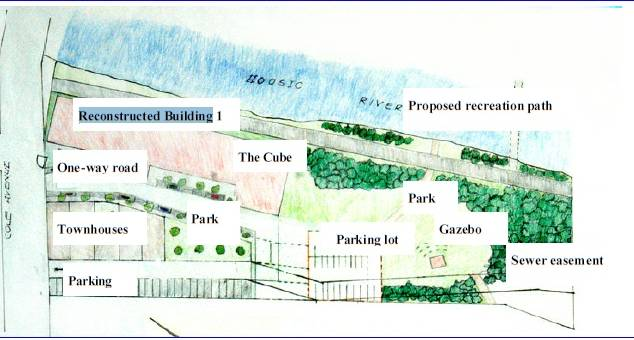 HOOSIC
RIVER
Proposed recreation path
Reconstructed Building 1
The Cube
One-way road
COLE AVENUE
Park
Park
Townhouses
Gazebo
Parking lot
Sewer easement
Parking